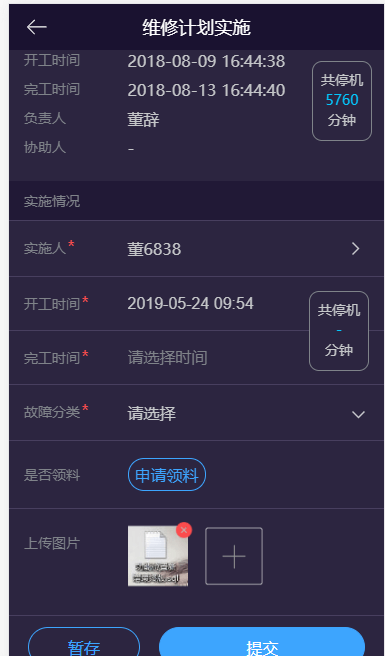 维修计划实施
开工时间 2018-08-09 16:44:38
完工时间 2018-08-13 16:44:40
共停机
5760
分钟
负责人 董辞
协助人 -
实施情况
实施人* 董6838
开工时间* 2019-05-24 09:54
共停机
-
分钟
完工时间* 请选择时间
故障分类* 请选择
是否领料 申请领料
上传图片
.sql
暂存 提交